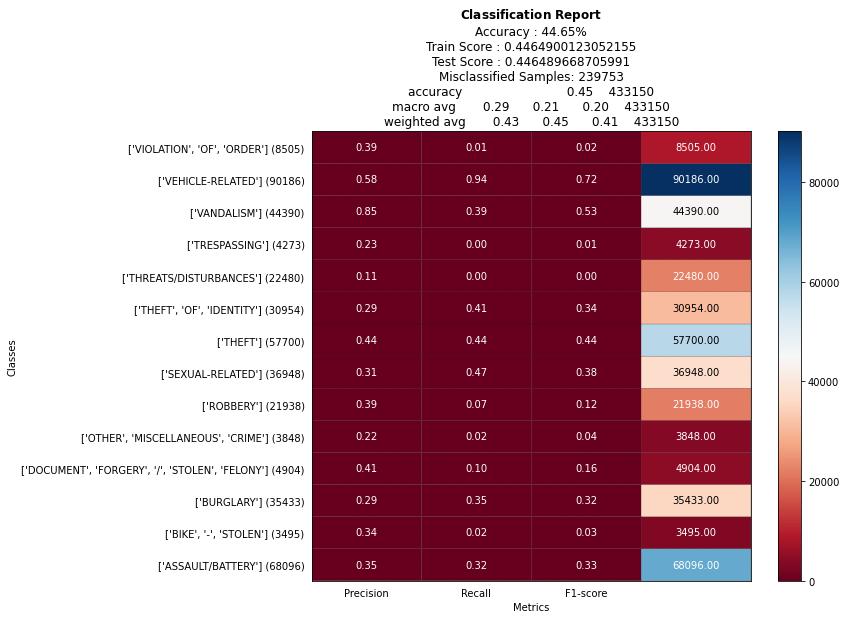 Classification Report
Accuracy : 44.65%
Train Score : 0.4464900123052155
Test Score : 0.446489668705991
Misclassified Samples: 239753
accuracy 0.45 433150
macro avg 0.29 0.21 0.20 433150
weighted avg 0.43 0.45 0.41 433150
['VIOLATION', 'OF', 'ORDER'] (8505) 0.39 0.01 0.02 8505.00
['VEHICLE-RELATED'] (90186) 0.58 0.94 0.72 90186.00
80000
['VANDALISM'] (44390) 0.85 0.39 0.53 44390.00
['TRESPASSING'] (4273) 0.23 0.00 0.01 4273.00
['THREATS/DISTURBANCES'] (22480) 0.11 0.00 0.00 22480.00
60000
['THEFT', 'OF', 'IDENTITY'] (30954) 0.29 0.41 0.34 30954.00
['THEFT'] (57700) 0.44 0.44 0.44 57700.00
Classes
['SEXUAL-RELATED'] (36948) 0.31 0.47 0.38 36948.00
40000
['ROBBERY'] (21938) 0.39 0.07 0.12 21938.00
['OTHER', 'MISCELLANEOUS', 'CRIME'] (3848) 0.22 0.02 0.04 3848.00
['DOCUMENT', 'FORGERY', '/', 'STOLEN', 'FELONY'] (4904) 0.41 0.10 0.16 4904.00
20000
['BURGLARY'] (35433) 0.29 0.35 0.32 35433.00
['BIKE', '-', 'STOLEN'] (3495) 0.34 0.02 0.03 3495.00
['ASSAULT/BATTERY'] (68096) 0.35 0.32 0.33 68096.00
0
Precision Recall F1-score
Metrics